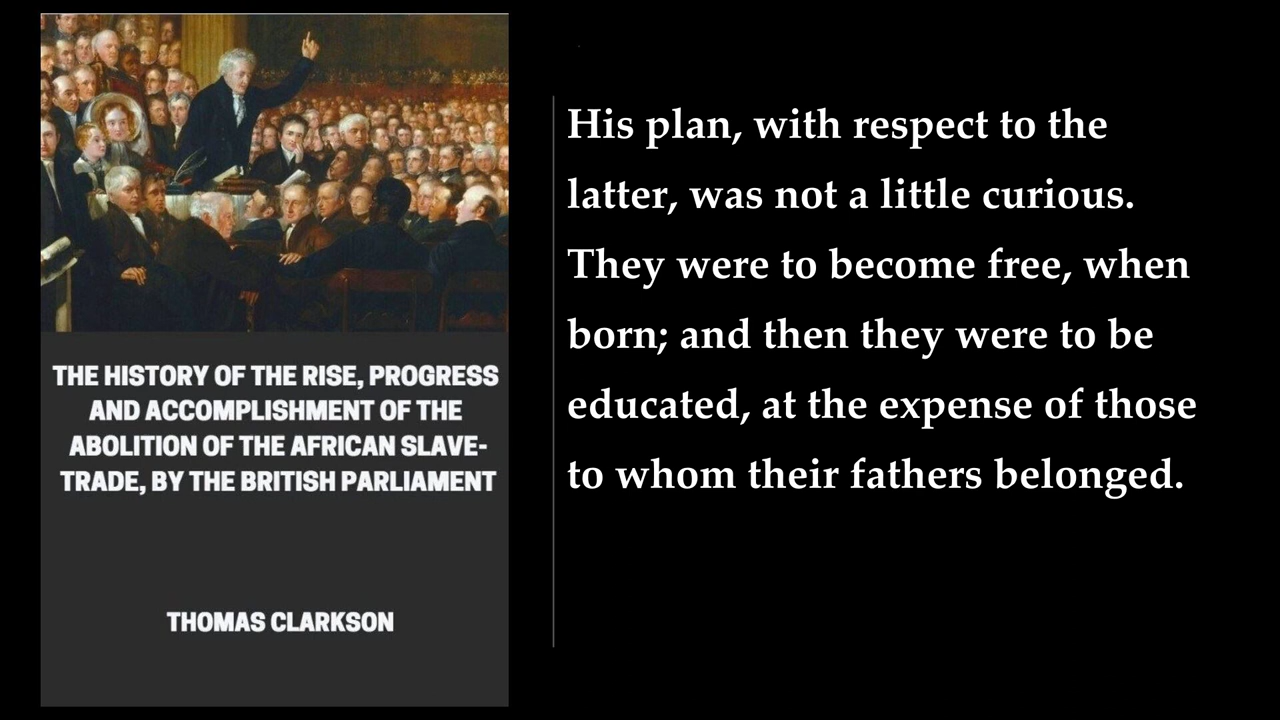 THE HISTORY OF THE RISE, PROGRESS
AND ACCOMPLISHMENT OF THE
ABOLITION OF THE AFRICAN SLAVE-
TRADE, BY THE BRITISH PARLIAMENT
THOMAS CLARKSON
His plan, with respect to the
latter, was not a little curious.
They were to become free, when
born; and then they were to be
educated, at the expense of those
to whom their fathers belonged.